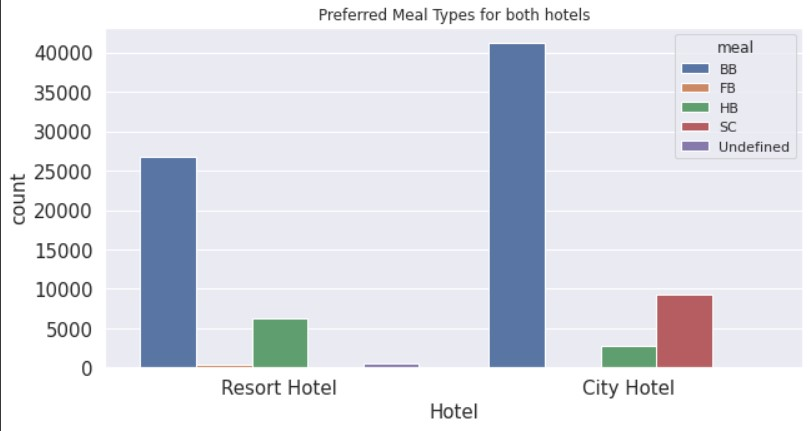 Preferred Meal Types for both hotels
meal
BB
FB
HB
SC
Undefined
count
40000
35000
30000
25000
20000
15000
10000
5000
0
Resort Hotel
City Hotel
Hotel